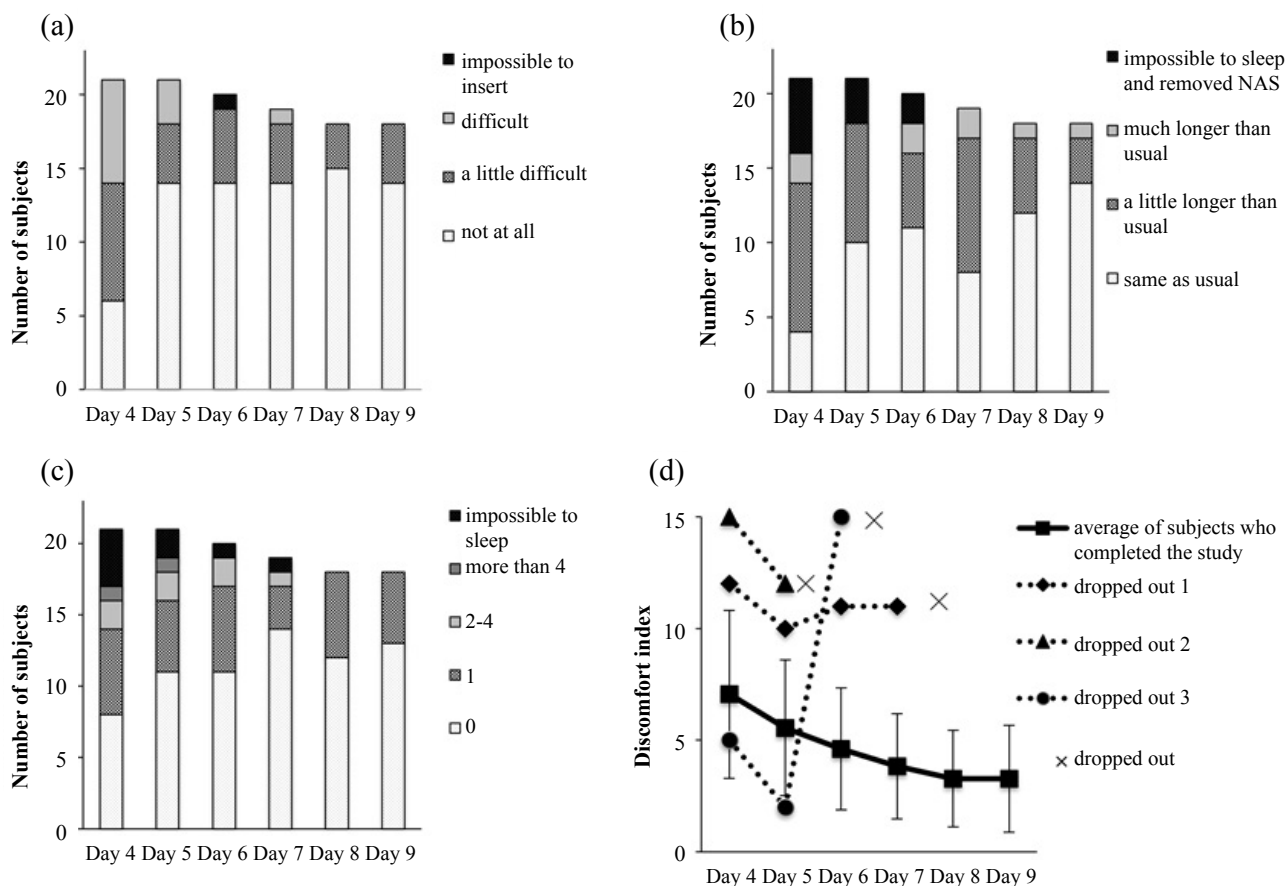 (a)
Number of subjects
20
15
10
5
0
Day 4 Day 5 Day 6 Day 7 Day 8 Day 9
impossible to
insert
difficult
a little difficult
not at all
(b)
Number of subjects
20
15
10
5
0
Day 4 Day 5 Day 6 Day 7 Day 8 Day 9
impossible to sleep
and removed NAS
much longer than
usual
a little longer than
usual
same as usual
(c)
Number of subjects
20
15
10
5
0
Day 4 Day 5 Day 6 Day 7 Day 8 Day 9
impossible to
sleep
more than 4
2-4
1
0
(d)
Discomfort index
15
10
5
0
Day 4 Day 5 Day 6 Day 7 Day 8 Day 9
average of subjects who
completed the study
dropped out 1
dropped out 2
dropped out 3
dropped out